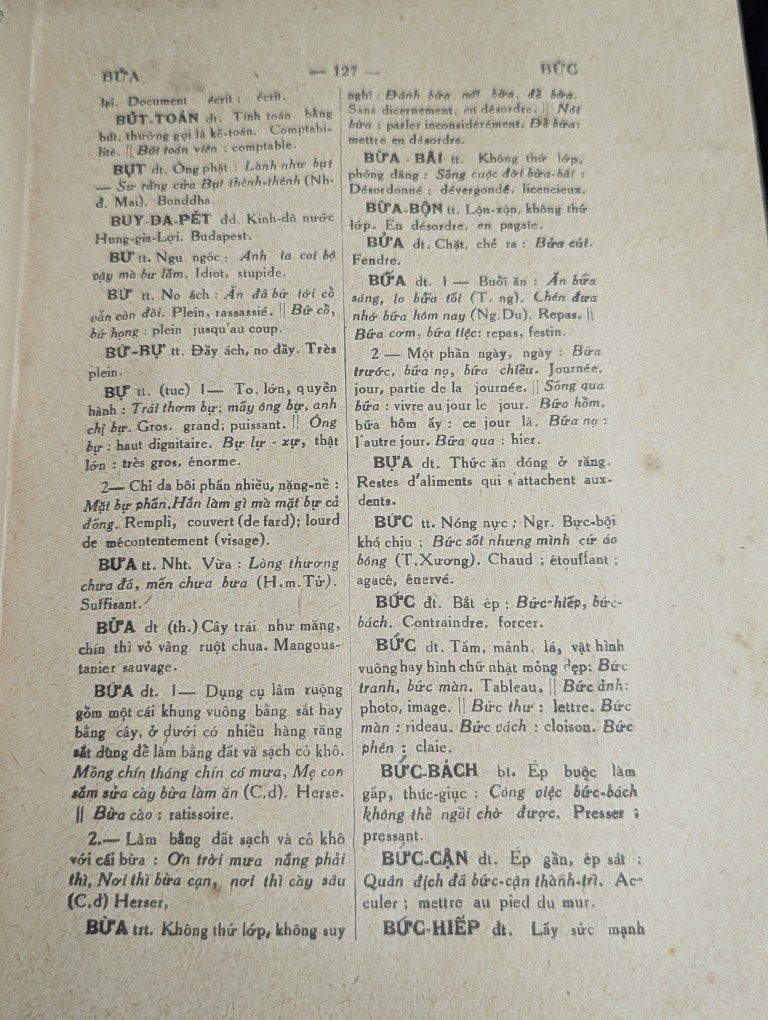 BỪA — 127 — BỨC
lại. Document écrit; écrit.
BÚT-TOÁN dt. Tính toán bằng
bút, thường gọi là kế-toán. Comptabi-
lité. || Bút toán viên : comptable.
BỤT dt. Ông phật : Lành như bụt
— Sư rằng cửa Bụt thênh-thênh (Nh-
đ. Mai). Bonddha.
BUY-ĐA-PÉT dd. Kinh-đô nước
Hung-gia-Lợi. Budapest.
BƯ tt. Ngu ngốc : Anh ta coi bộ
vậy mà bư lắm. Idiot, stupide.
BỨ tt. No ách : Ăn đã bứ tới cổ
vẫn còn đòi. Plein, rassassié. || Bứ cổ,
bứ họng : plein jusqu'au coup.
BỨ-BỰ tt. Đầy ách, no đầy. Très
plein.
BỰ tt. (tuc) 1— To, lớn, quyền
hành : Trái thơm bự; mấy ông bự, anh
chị bự. Gros, grand; puissant. || Ông
bự : haut dignitaire. Bự lự - xự, thật
lớn : très gros, énorme.
2— Chỉ da bôi phấn nhiều, nặng-nề :
Mặt bự phấn. Hắn làm gì mà mặt bự cả
đống. Rempli, couvert (de fard); lourd
de mécontentement (visage).
BƯA tt. Nht. Vừa : Lòng thương
chưa đã, mến chưa bưa (H.m.Tử).
Suffisant.
BỨA dt (th.) Cây trái như măng,
chín thì vỏ vàng ruột chua. Mangous-
tanier sauvage.
BỪA dt. 1— Dụng cụ làm ruộng
gồm một cái khung vuông bằng sắt hay
bằng cây, ở dưới có nhiều hàng răng
sắt dùng để làm bằng đất và sạch cỏ khô.
Mồng chín tháng chín có mưa, Mẹ con
sắm sửa cày bừa làm ăn (C.d). Herse.
|| Bừa cào : ratissoire.
2.— Làm bằng đất sạch và cỏ khô
với cái bừa : Ơn trời mưa nắng phải
thì, Nơi thì bừa cạn, nơi thì cày sâu
(C.d) Herser,
BỪA trt. Không thứ lớp, không suy
nghĩ : Đánh bừa, nói bừa, đề bừa.
Sans dicernement, en désordre. || Nói
bừa : parler inconsidérément. Đề bừa:
mettre en désordre.
BỪA - BÃI tt. Không thứ lớp,
phóng đãng : Sống cuộc đời bừa-bãi :
Désordonné ; dévergondé, licencieux.
BỪA-BỘN tt. Lộn-xộn, không thứ
lớp. En désordre, en pagaïe.
BỬA dt. Chặt, chẻ ra : Bửa củi.
Fendre.
BỮA dt. 1 — Buổi ăn : Ăn bữa
sáng, lo bữa tối (T. ng). Chén đưa
nhớ bữa hôm nay (Ng.Du). Repas. ||
Bữa cơm, bữa tiệc: repas, festin.
2 — Một phần ngày, ngày : Bữa
trước, bữa nọ, bữa chiều. Journée,
jour, partie de la journée. || Sống qua
bữa : vivre au jour le jour. Bữa hổm,
bữa hôm ấy : ce jour là. Bữa nọ :
l'autre jour. Bữa qua : hier.
BỰA dt. Thức ăn đóng ở răng.
Restes d'aliments qui s'attachent aux-
dents.
BỨC tt. Nóng nực ; Ngr. Bực-bội
khó chịu : Bức sốt nhưng mình cứ áo
bông (T.Xương). Chaud ; étouffant ;
agacé, énervé.
BỨC đt. Bắt ép : Bức-hiếp, bức-
bách. Contraindre, forcer.
BỨC dt. Tấm, mảnh, lá, vật hình
vuông hay hình chữ nhật mỏng dẹp: Bức
tranh, bức màn. Tableau. || Bức ảnh:
photo, image. || Bức thư : lettre. Bức
màn : rideau. Bức vách : cloison. Bức
phên : claie.
BỨC-BÁCH bt. Ép buộc làm
gấp, thúc-giục : Công việc bức-bách
không thể ngồi chờ được. Presser ;
pressant.
BỨC-CẬN đt. Ép gần, ép sát ;
Quân địch đã bức-cận thành-trì. Ac-
culer ; mettre au pied du mur.
BỨC-HIẾP đt. Lấy sức mạnh